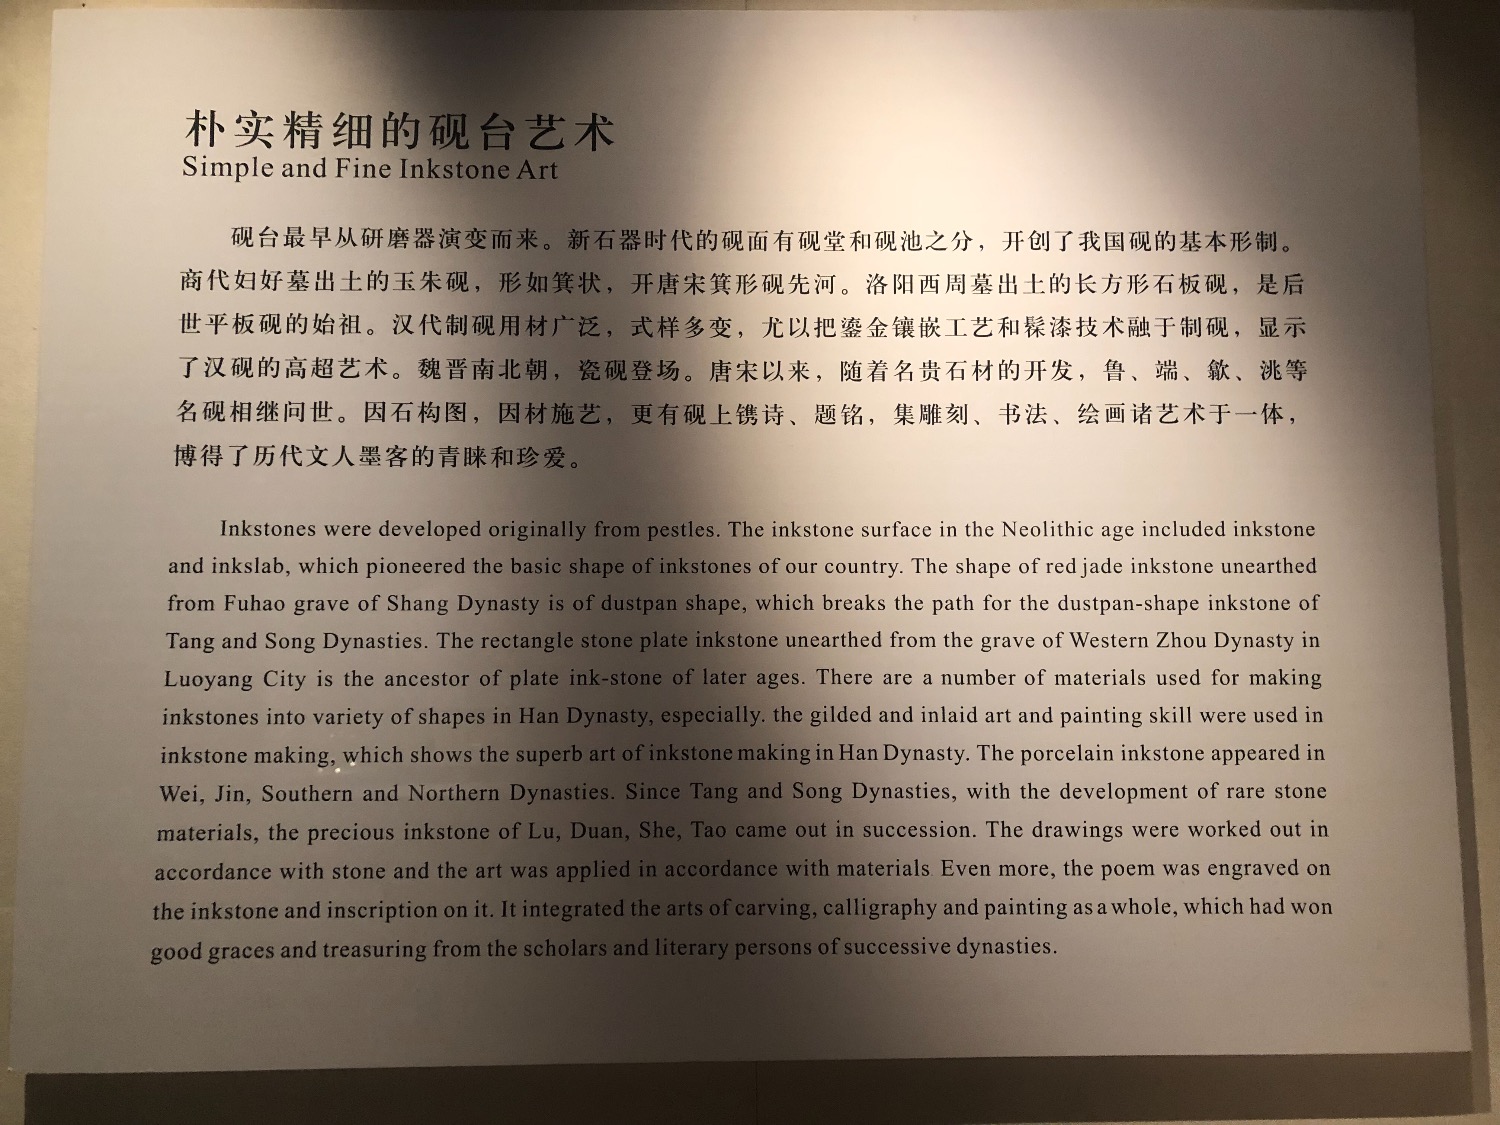 朴实精细的砚台艺术
Simple and Fine Inkstone Art
砚台最早从研磨器演变而来。新石器时代的砚面有砚堂和砚池之分，开创了我国砚的基本形制。
商代妇好墓出土的玉朱砚，形如箕状，开唐宋箕形砚先河。洛阳西周墓出土的长方形石板砚，是后
世平板砚的始祖。汉代制砚用材广泛，式样多变，尤以把鎏金镶嵌工艺和髹漆技术融于制砚，显示
了汉砚的高超艺术。魏晋南北朝，瓷砚登场。唐宋以来，随着名贵石材的开发，鲁、端、歙、洮等
名砚相继问世。因石构图，因材施艺，更有砚上镌诗、题铭，集雕刻、书法、绘画诸艺术于一体，
博得了历代文人墨客的青睐和珍爱。
Inkstones were developed originally from pestles. The inkstone surface in the Neolithic age included inkstone
and inkslab, which pioneered the basic shape of inkstones of our country. The shape of red jade inkstone unearthed
from Fuhao grave of Shang Dynasty is of dustpan shape, which breaks the path for the dustpan-shape inkstone of
Tang and Song Dynasties. The rectangle stone plate inkstone unearthed from the grave of Western Zhou Dynasty in
Luoyang City is the ancestor of plate ink-stone of later ages. There are a number of materials used for making
inkstones into variety of shapes in Han Dynasty, especially. the gilded and inlaid art and painting skill were used in
inkstone making, which shows the superb art of inkstone making in Han Dynasty. The porcelain inkstone appeared in
Wei, Jin, Southern and Northern Dynasties. Since Tang and Song Dynasties, with the development of rare stone
materials, the precious inkstone of Lu, Duan, She, Tao came out in succession. The drawings were worked out in
accordance with stone and the art was applied in accordance with materials Even more, the poem was engraved on
the inkstone and inscription on it. It integrated the arts of carving, calligraphy and painting as a whole, which had won
good graces and treasuring from the scholars and literary persons of successive dynasties.